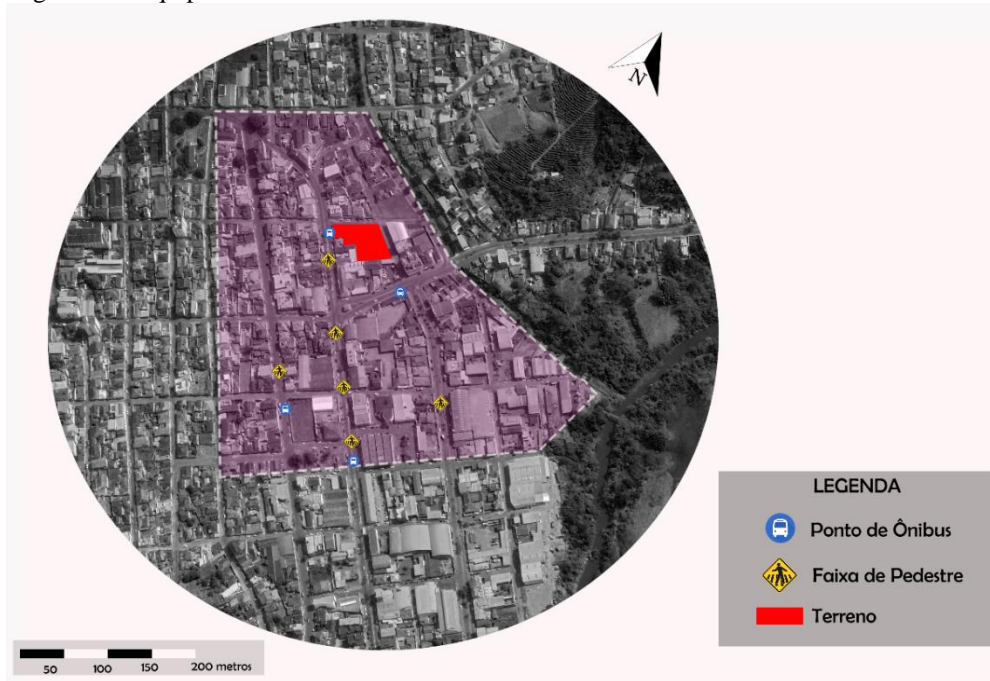 N
LEGENDA
Ponto de Ônibus
Faixa de Pedestre
Terreno
50 100 150 200 metros